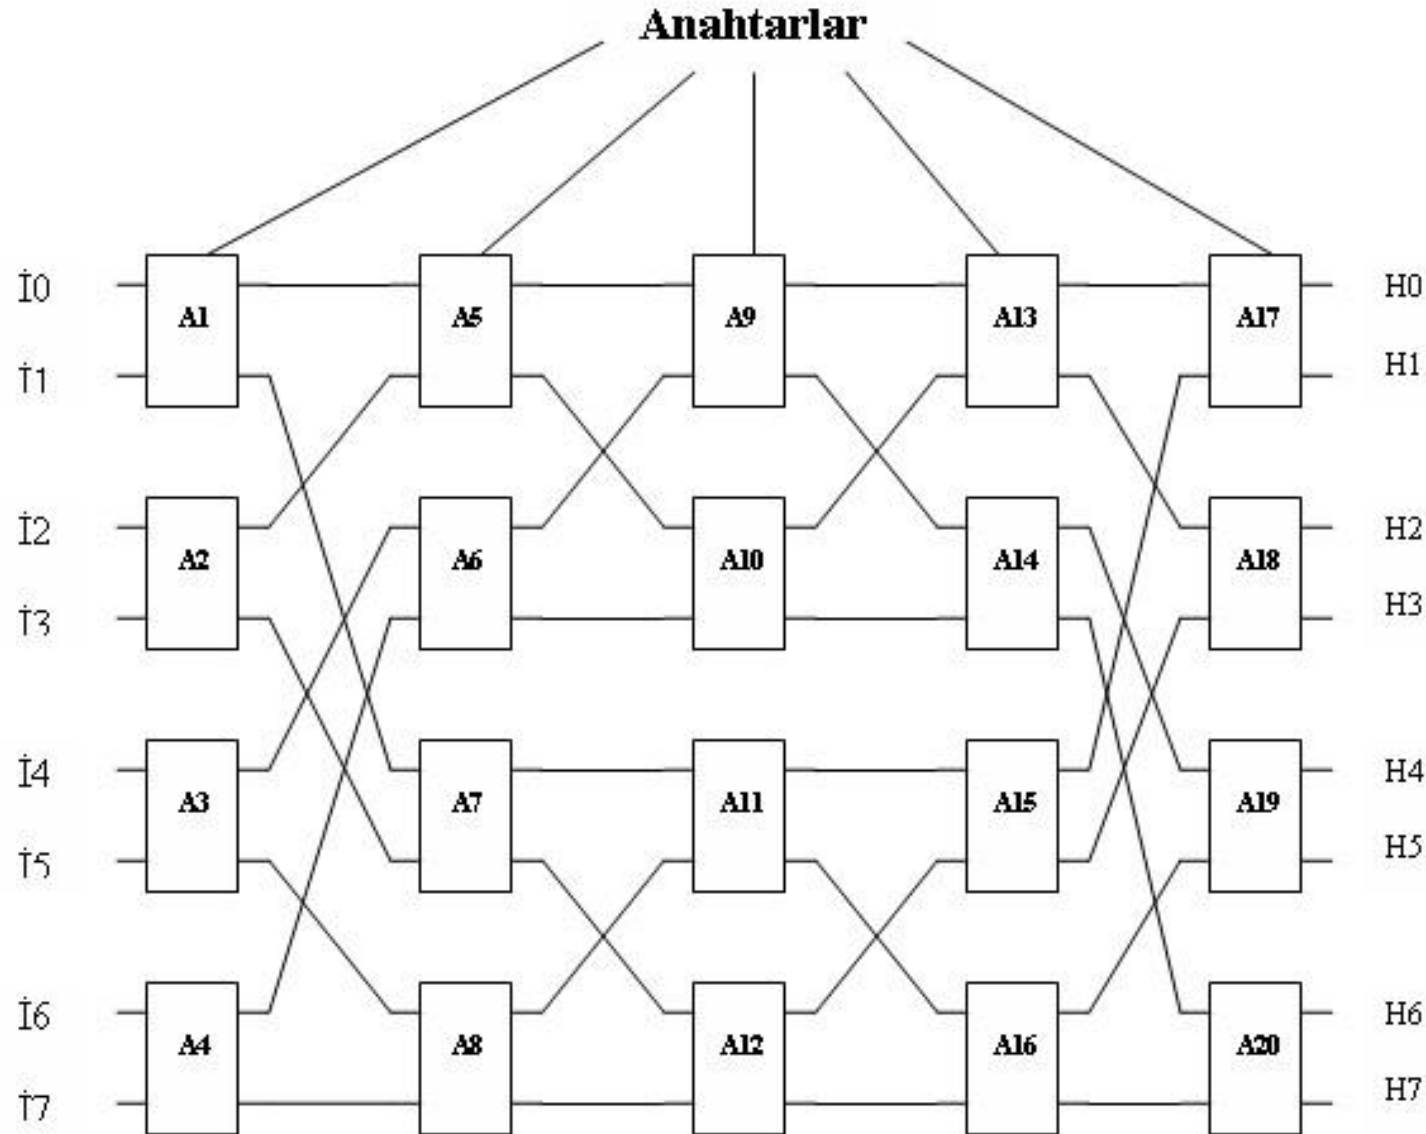 Anahtarlar
İ0 A1 A5 A9 A13 A17 H0
İ1 H1
İ2 A2 A6 A10 A14 A18 H2
İ3 H3
İ4 A3 A7 A11 A15 A19 H4
İ5 H5
İ6 A4 A8 A12 A16 A20 H6
İ7 H7